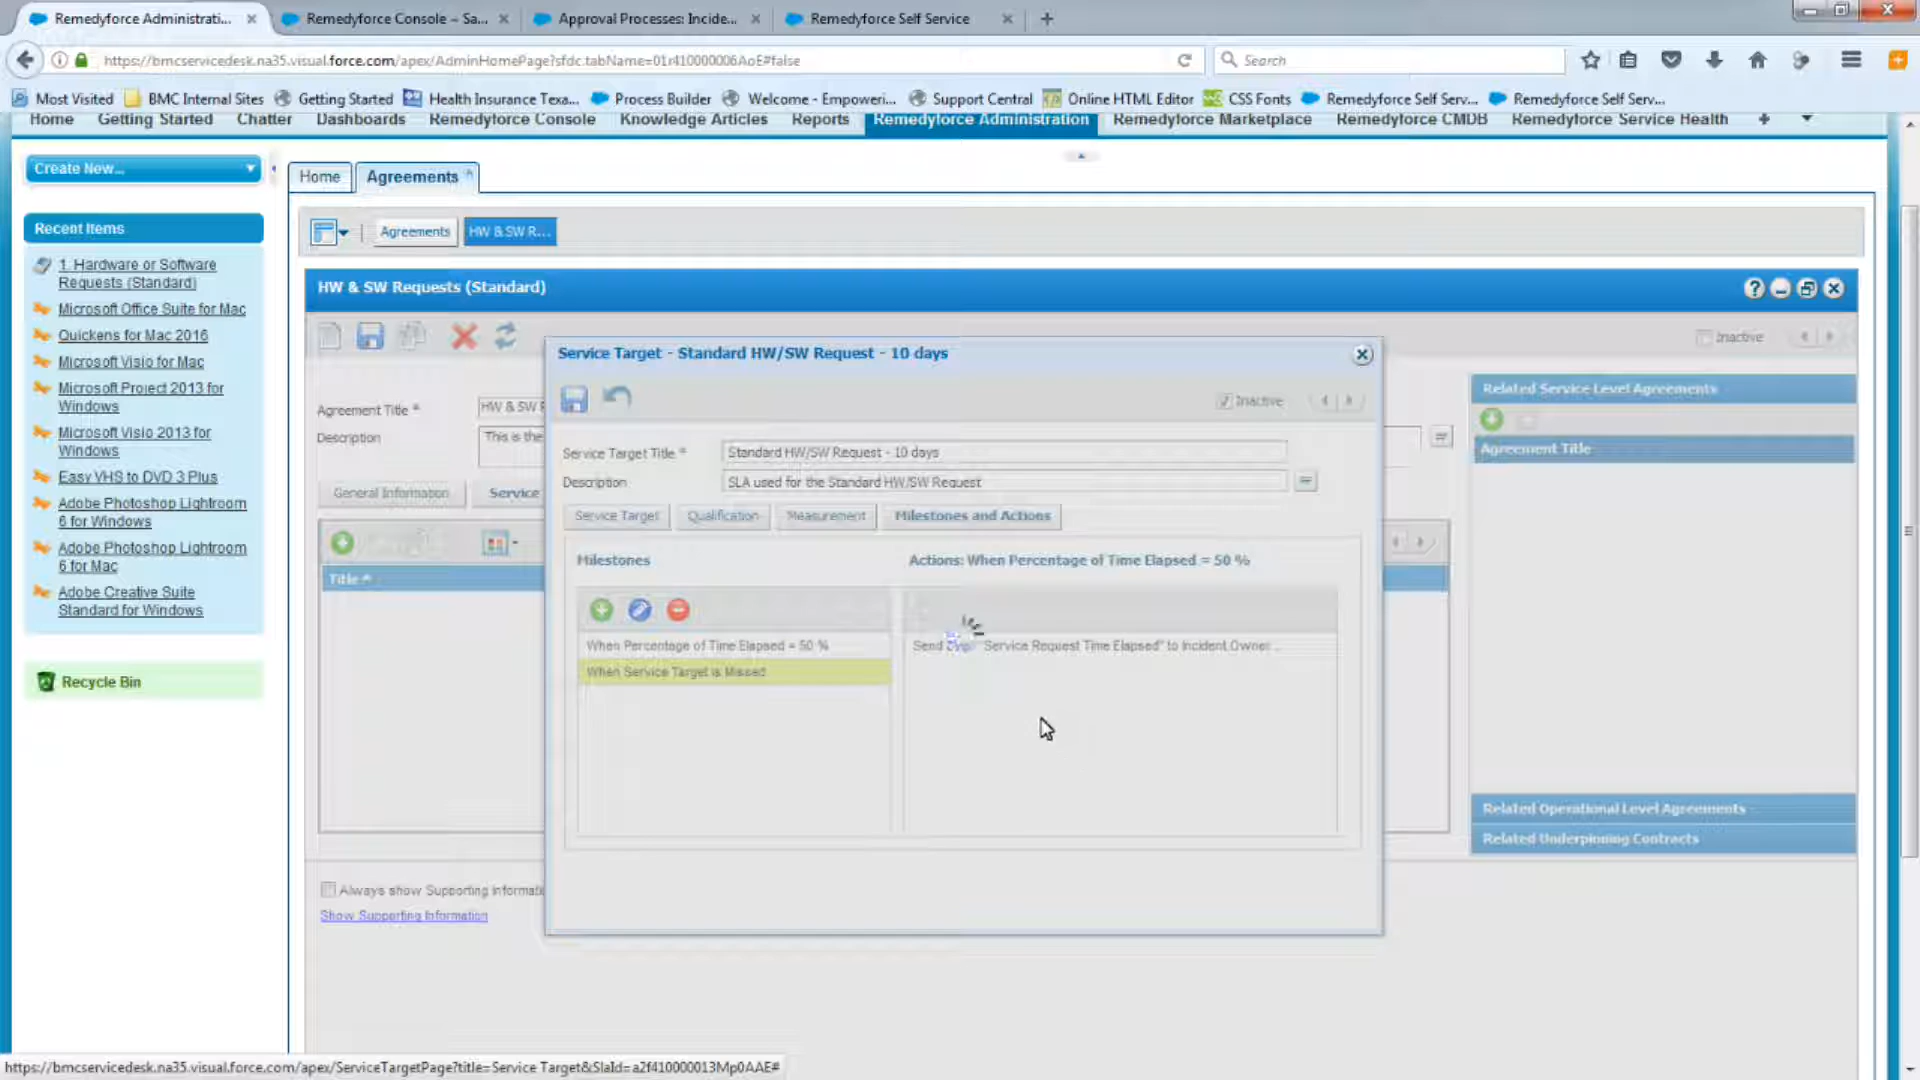 Remedyforce Administrati...
Remedyforce Console – Sa...
Approval Processes: Incide...
Remedyforce Self Service
https://bmcservicedesk.na35.visual.force.com/apex/AdminHomePage?sfdc.tabName=01r410000006AoE#false
Search
Most Visited
BMC Internal Sites
Getting Started
Health Insurance Texa...
Process Builder
Welcome - Empoweri...
Support Central
Online HTML Editor
CSS Fonts
Remedyforce Self Serv...
Remedyforce Self Serv...
Home
Getting Started
Chatter
Dashboards
Remedyforce Console
Knowledge Articles
Reports
Remedyforce Administration
Remedyforce Marketplace
Remedyforce CMDB
Remedyforce Service Health
Create New...
Home
Agreements
Recent Items
Agreements
HW & SW R...
1. Hardware or Software
Requests (Standard)
Microsoft Office Suite for Mac
Quickens for Mac 2016
Microsoft Visio for Mac
Microsoft Project 2013 for
Windows
Microsoft Visio 2013 for
Windows
Easy VHS to DVD 3 Plus
Adobe Photoshop Lightroom
6 for Windows
Adobe Photoshop Lightroom
6 for Mac
Adobe Creative Suite
Standard for Windows
Recycle Bin
HW & SW Requests (Standard)
Inactive
Agreement Title *
HW & SW R
Description
This is the
General Information
Service
Title
Always show Supporting Informati
Show Supporting Information
Service Target - Standard HW/SW Request - 10 days
Inactive
Service Target Title *
Standard HW/SW Request - 10 days
Description
SLA used for the Standard HW/SW Request
Service Target
Qualification
Measurement
Milestones and Actions
Milestones
Actions: When Percentage of Time Elapsed = 50 %
When Percentage of Time Elapsed = 50 %
When Service Target is Missed
Send Service Request Time Elapsed" to Incident Owner...
Related Service Level Agreements
Agreement Title
Related Operational Level Agreements
Related Underpinning Contracts
https://bmcservicedesk.na35.visual.force.com/apex/ServiceTargetPage?title=Service Target&SlaId=a2f410000013Mp0AAE#